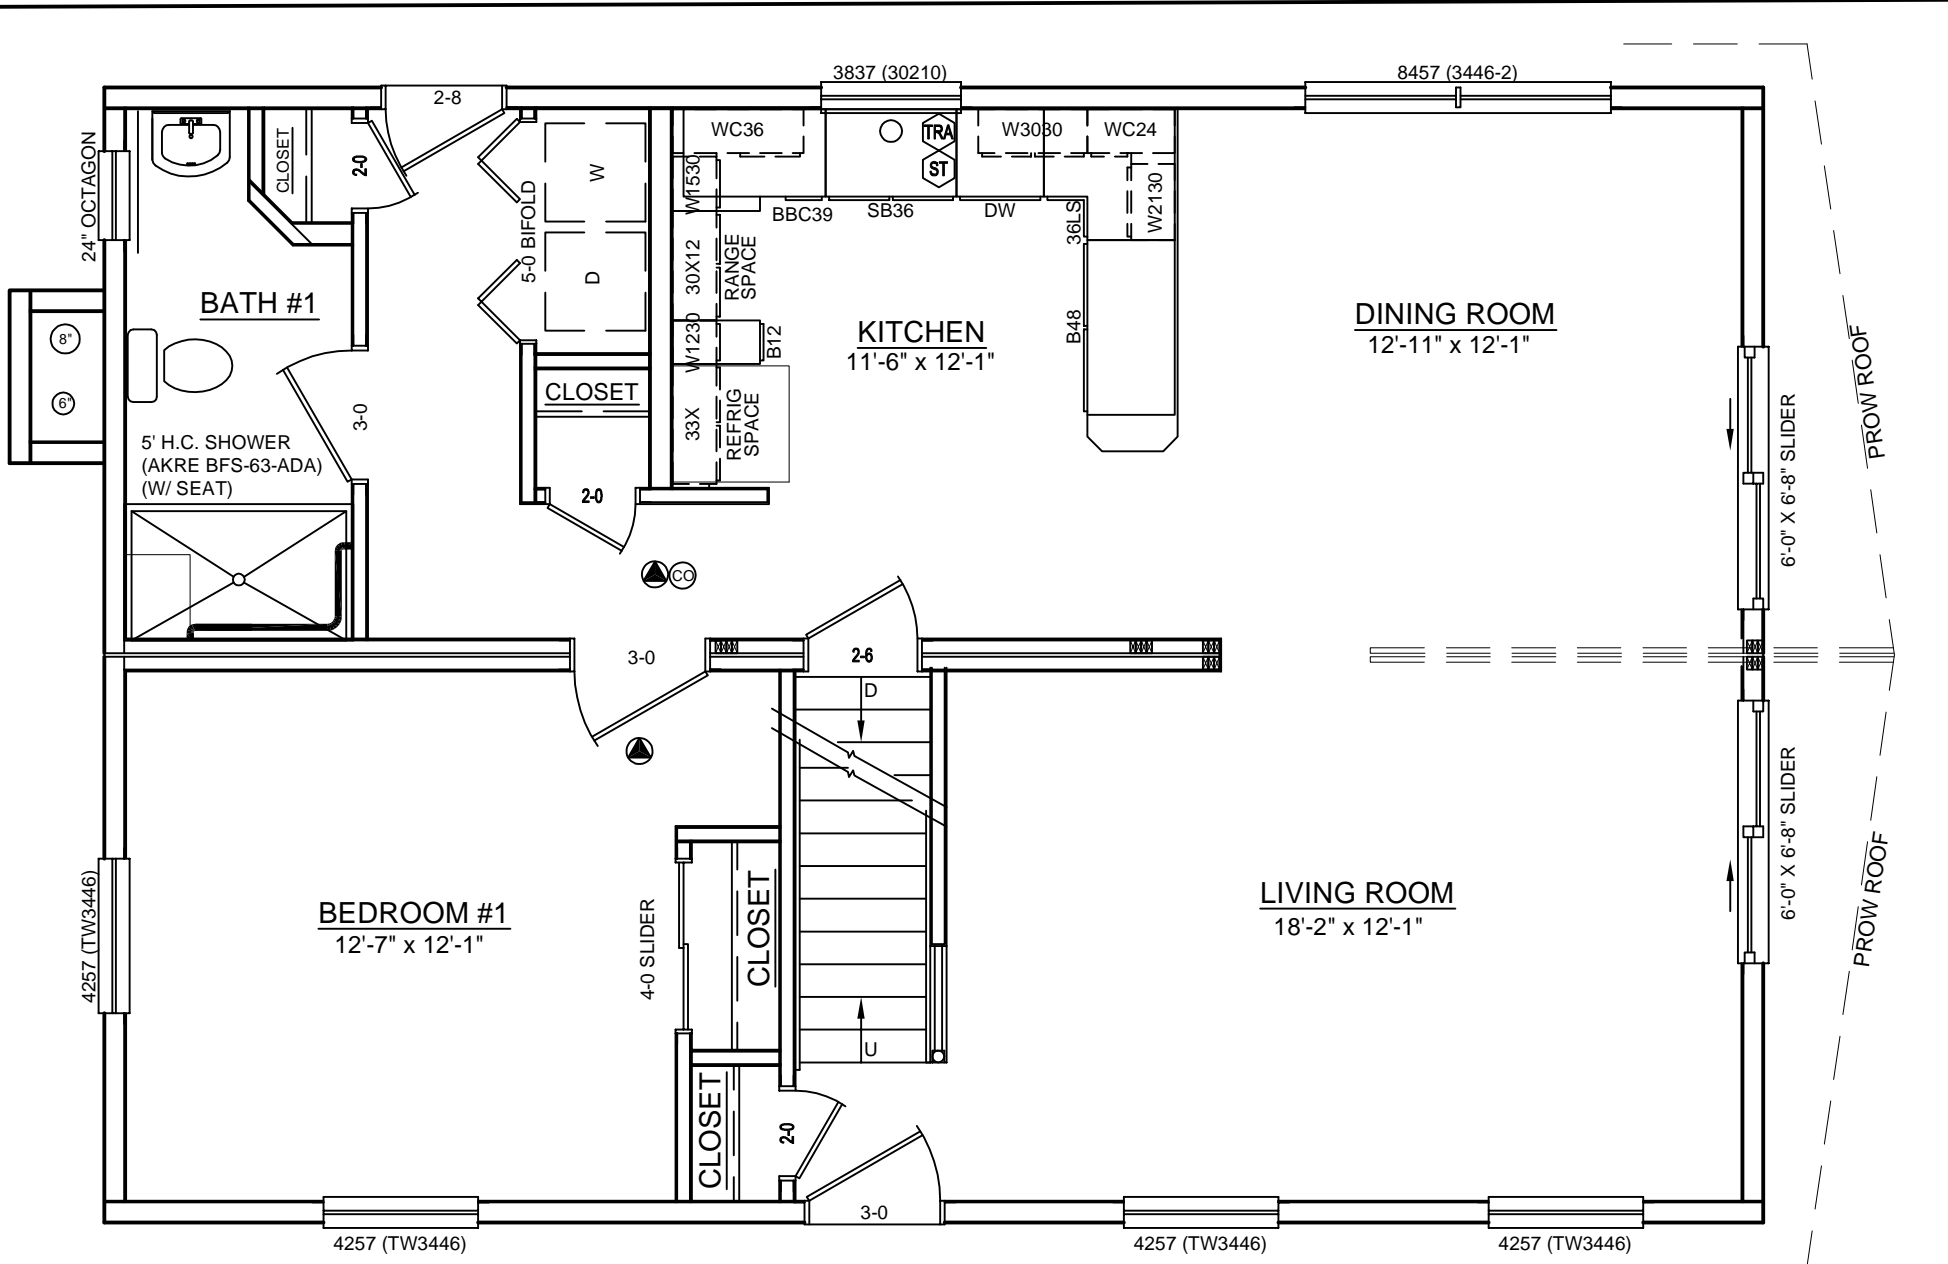 3837 (30210)
8457 (3446-2)
2-8
24" OCTAGON
CLOSET
2-0
5-0 BIFOLD
W
D
WC36
W1530
TRA
ST
W3030
WC24
W2130
BBC39
SB36
DW
36LS
30X12
RANGE
SPACE
BATH #1
8"
6"
W1230
B12
KITCHEN
11'-6" x 12'-1"
B48
DINING ROOM
12'-11" x 12'-1"
PROW ROOF
CLOSET
33X
REFRIG
SPACE
3-0
5' H.C. SHOWER
(AKRE BFS-63-ADA)
(W/ SEAT)
2-0
6'-0" X 6'-8" SLIDER
CO
3-0
2-6
D
6'-0" X 6'-8" SLIDER
PROW ROOF
4257 (TW3446)
BEDROOM #1
12'-7" x 12'-1"
4-0 SLIDER
CLOSET
LIVING ROOM
18'-2" x 12'-1"
U
CLOSET
2-0
3-0
4257 (TW3446)
4257 (TW3446)
4257 (TW3446)